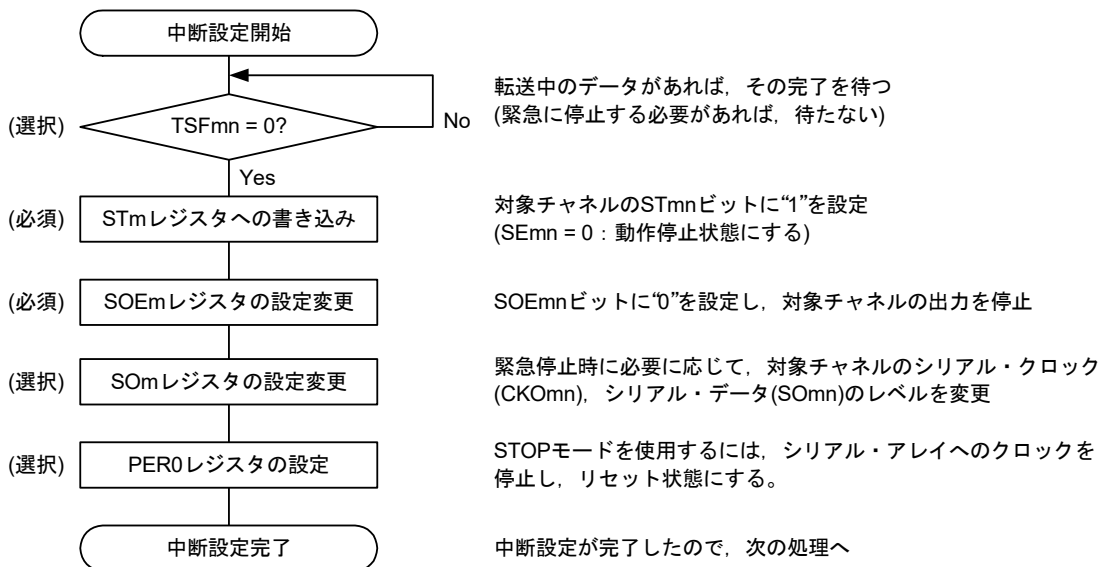 中断設定開始
転送中のデータがあれば，その完了を待つ
(緊急に停止する必要があれば，待たない)
(選択)
TSFmn = 0?
No
Yes
(必須)
STmレジスタへの書き込み
対象チャネルのSTmnビットに“1”を設定
(SEmn = 0：動作停止状態にする)
(必須)
SOEmレジスタの設定変更
SOEmnビットに“0”を設定し，対象チャネルの出力を停止
(選択)
SOmレジスタの設定変更
緊急停止時に必要に応じて，対象チャネルのシリアル・クロック
(CKOmn)，シリアル・データ(SOmn)のレベルを変更
(選択)
PER0レジスタの設定
STOPモードを使用するには，シリアル・アレイへのクロックを
停止し，リセット状態にする。
中断設定完了
中断設定が完了したので，次の処理へ